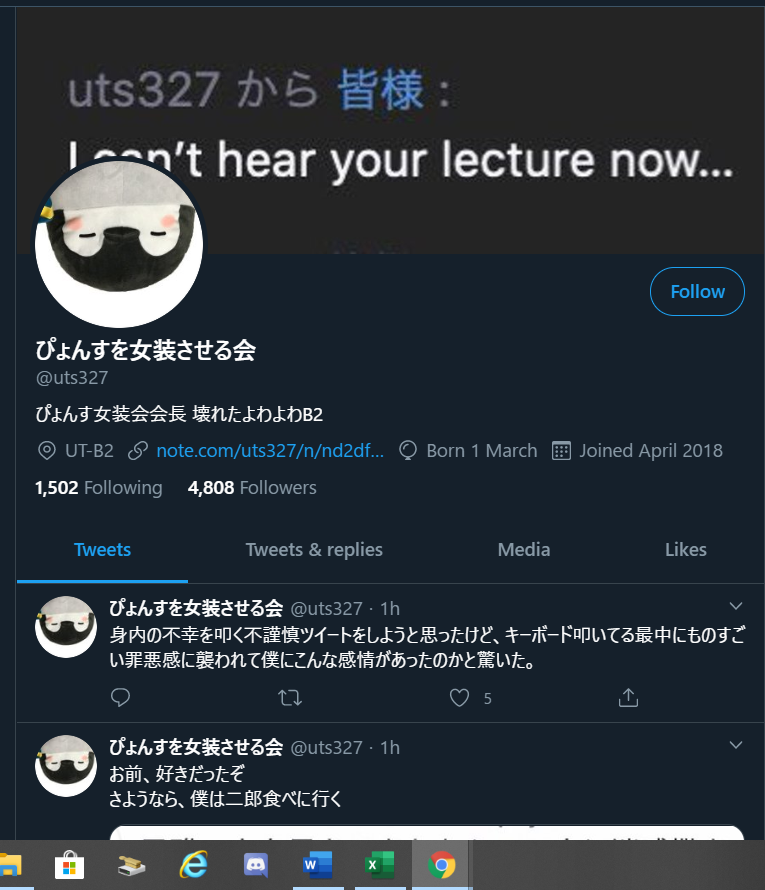 uts327 から 皆様 :
I can't hear your lecture now...
Follow
ぴょんすを女装させる会
@uts327
ぴょんす女装会会長 壊れたよわよわB2
UT-B2 note.com/uts327/n/nd2df... Born 1 March Joined April 2018
1,502 Following 4,808 Followers
Tweets Tweets & replies Media Likes
ぴょんすを女装させる会 @uts327 · 1h
身内の不幸を叩く不謹慎ツイートをしようと思ったけど、キーボード叩いてる最中にものすご
い罪悪感に襲われて僕にこんな感情があったのかと驚いた。
5
ぴょんすを女装させる会 @uts327 · 1h
お前、好きだったぞ
さようなら、僕は二郎食べに行く